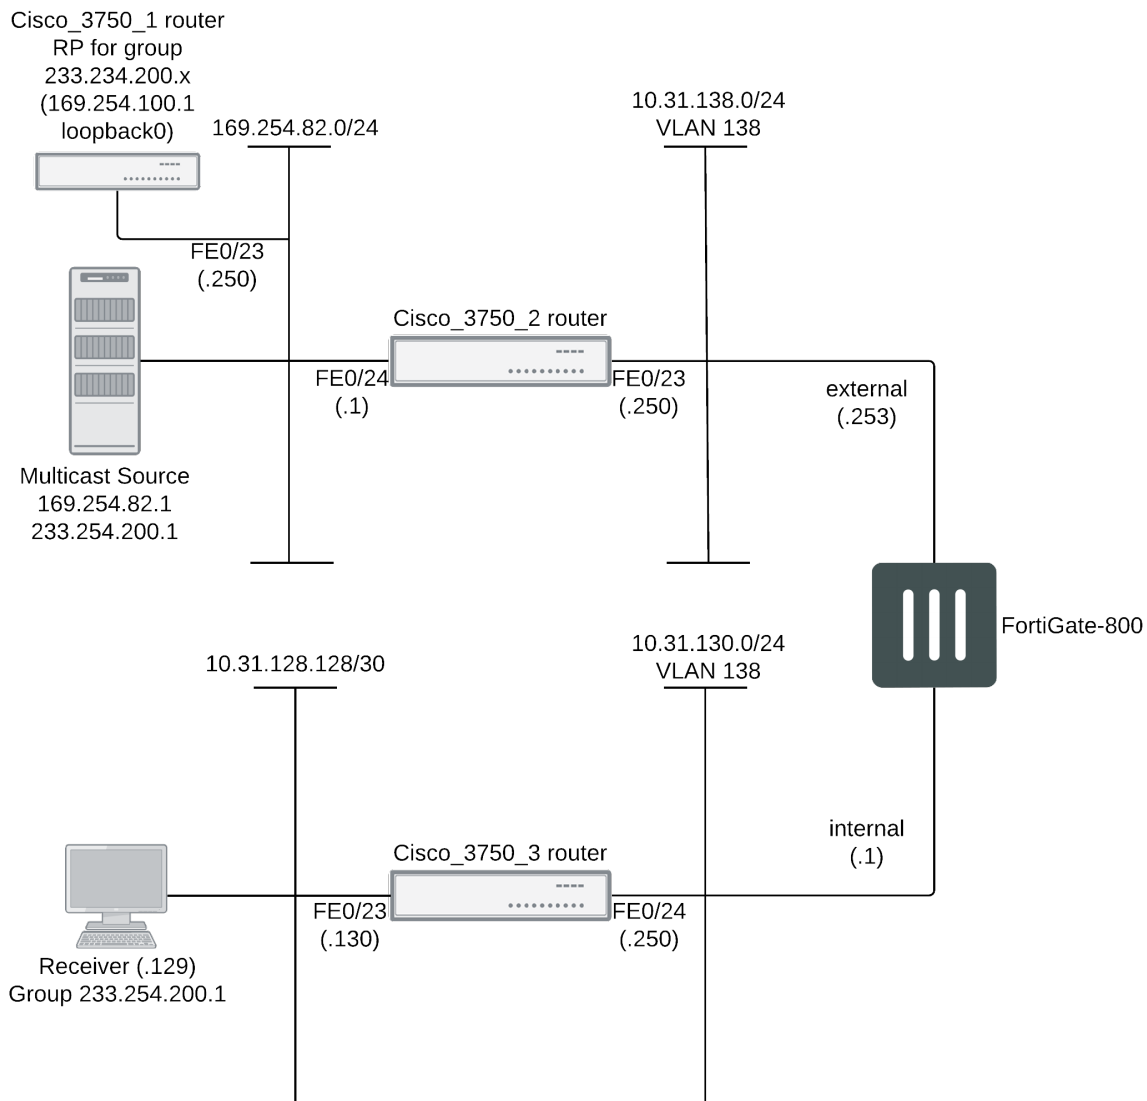 Cisco_3750_1 router
RP for group
233.234.200.x
(169.254.100.1
loopback0)
169.254.82.0/24
10.31.138.0/24
VLAN 138
FE0/23
(.250)
Cisco_3750_2 router
FE0/24
(.1)
FE0/23
(.250)
external
(.253)
Multicast Source
169.254.82.1
233.254.200.1
FortiGate-800
10.31.128.128/30
10.31.130.0/24
VLAN 138
internal
(.1)
Cisco_3750_3 router
FE0/23
(.130)
FE0/24
(.250)
Receiver (.129)
Group 233.254.200.1